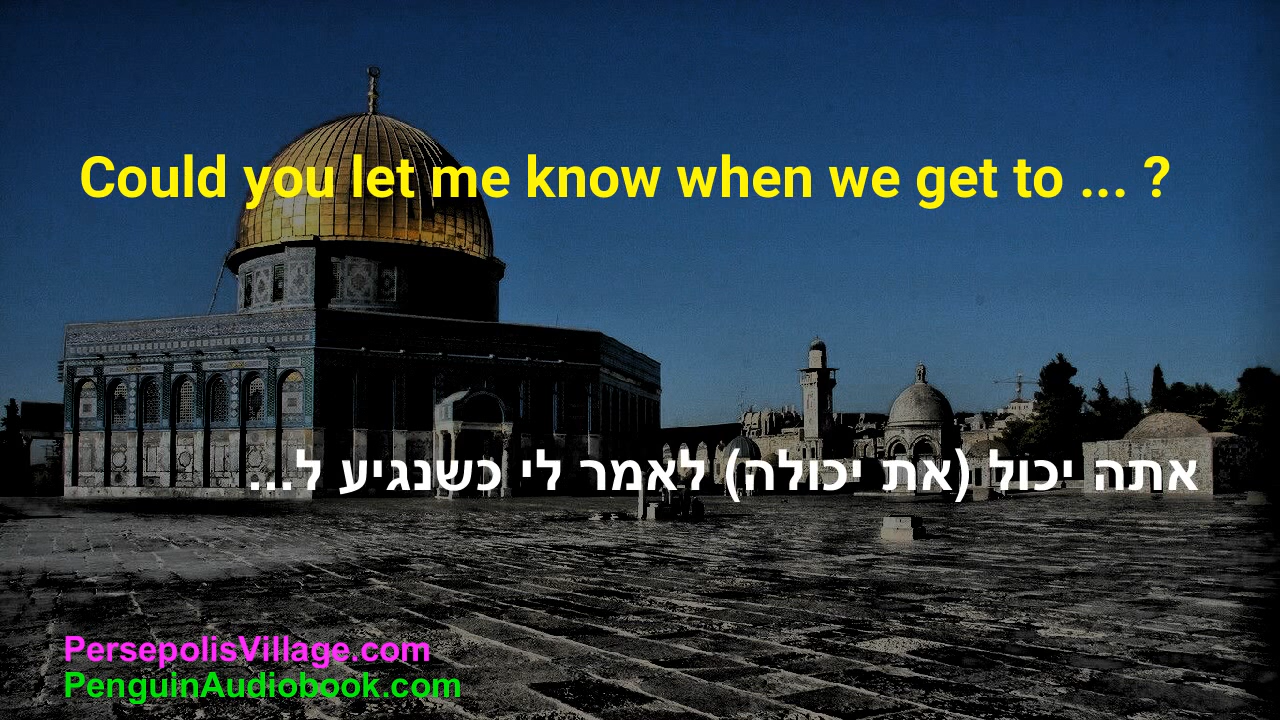 Could you let me know when we get to ... ?
אתה יכול (את יכולה) לאמר לי כשנגיע ל...
PersepolisVillage.com
PenguinAudiobook.com